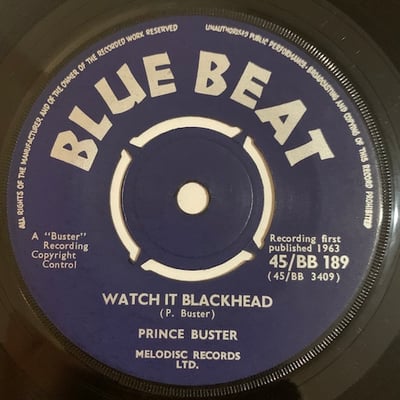 ALL RIGHTS OF THE MANUFACTURER AND OF THE OWNER OF THE RECORDED WORK RESERVED
UNAUTHORISED PUBLIC PERFORMANCE, BROADCASTING AND COPYING OF THIS RECORD PROHIBITED
BLUE BEAT
A "Buster"
Recording
Copyright
Control
Recording first
published 1963
45/BB 189
(45/BB 3409)
WATCH IT BLACKHEAD
(P. Buster)
PRINCE BUSTER
MELODISC RECORDS
LTD.